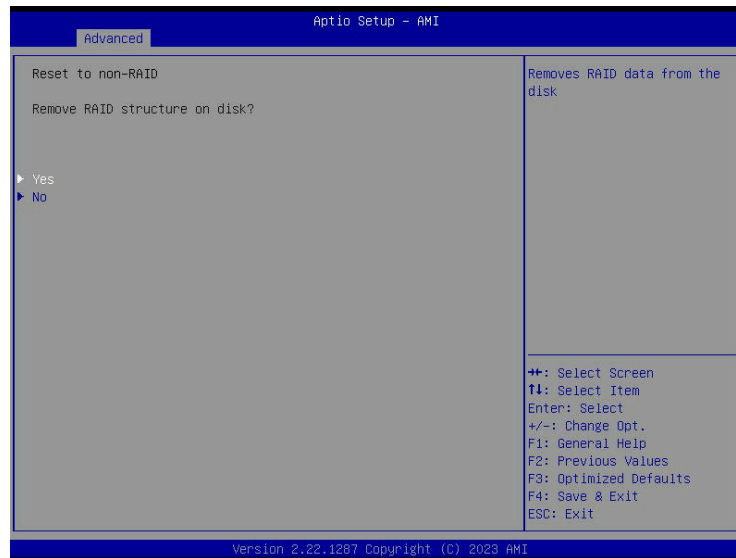 Aptio Setup - AMI
Advanced
Reset to non-RAID
Remove RAID structure on disk?
Yes
No
Removes RAID data from the
disk
→←: Select Screen
↑↓: Select Item
Enter: Select
+/-: Change Opt.
F1: General Help
F2: Previous Values
F3: Optimized Defaults
F4: Save & Exit
ESC: Exit
Version 2.22.1287 Copyright (C) 2023 AMI